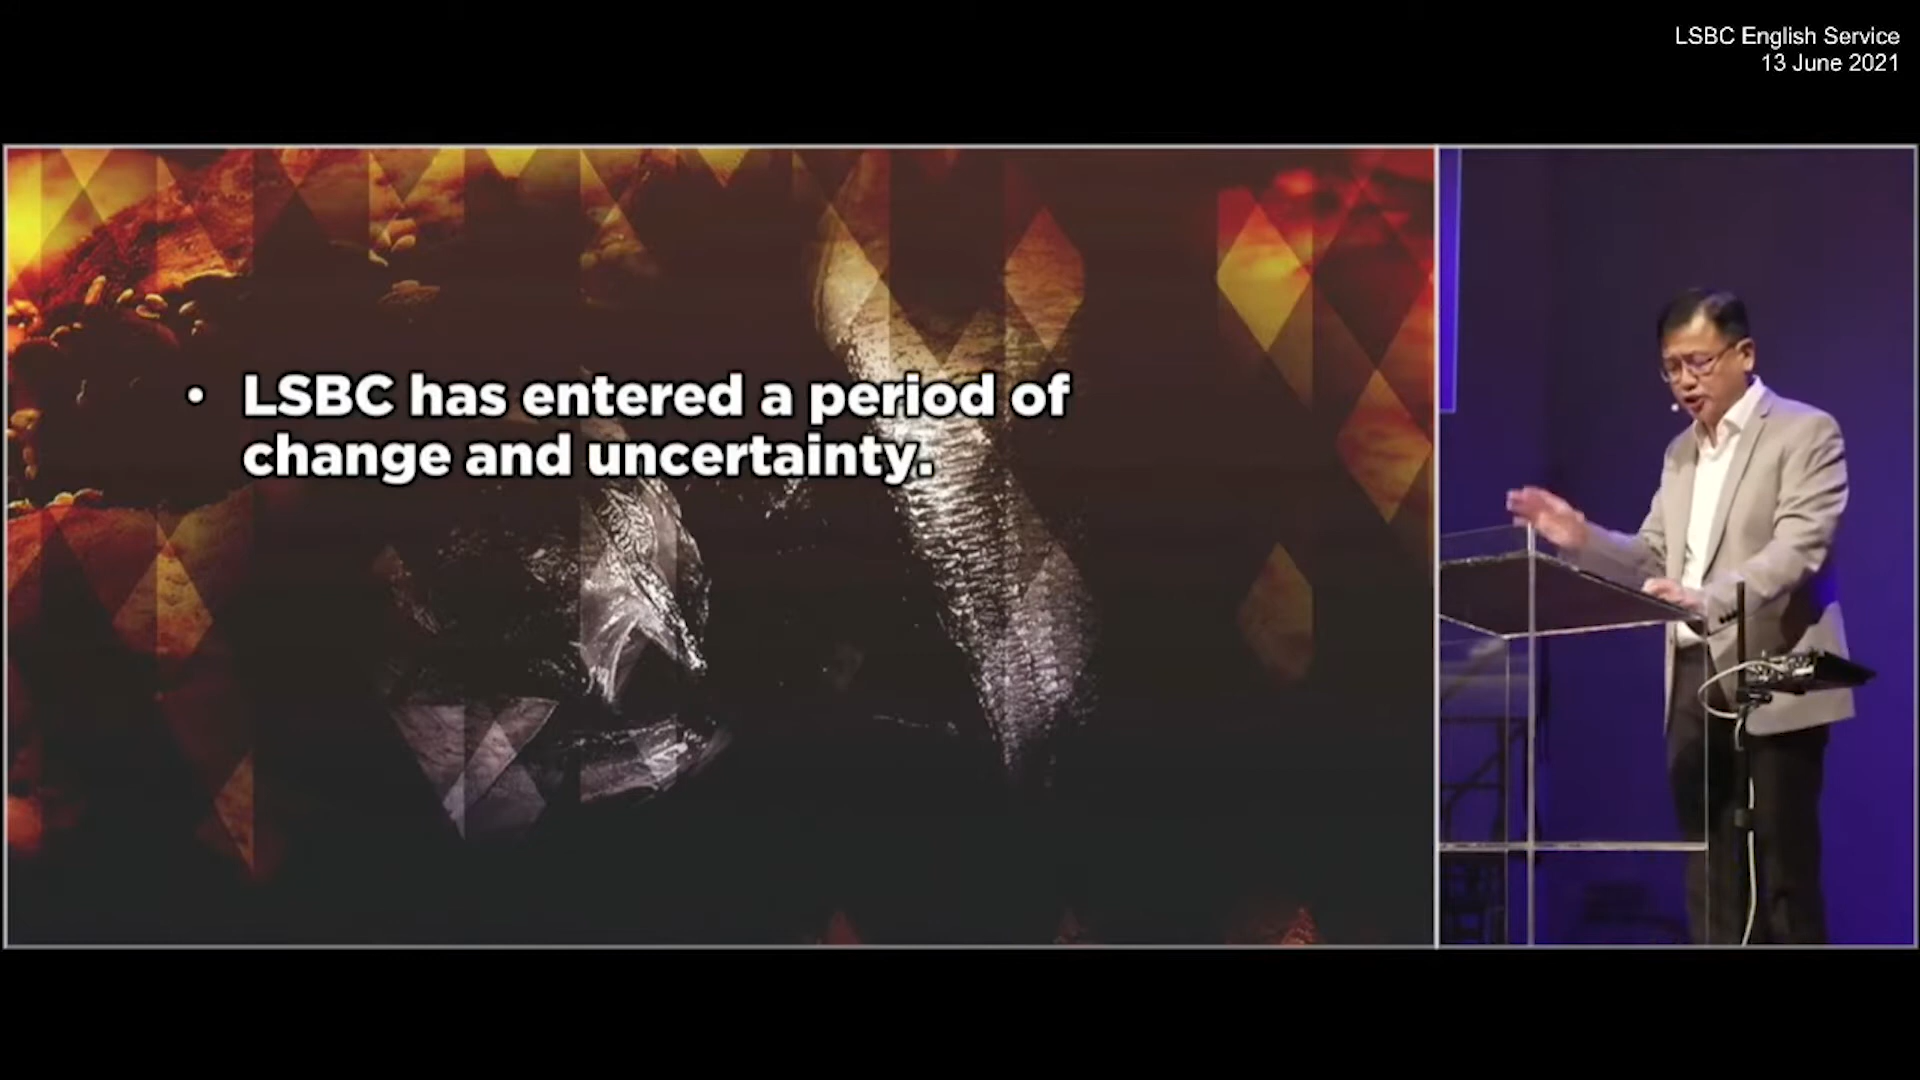 LSBC English Service
13 June 2021
• LSBC has entered a period of
change and uncertainty.